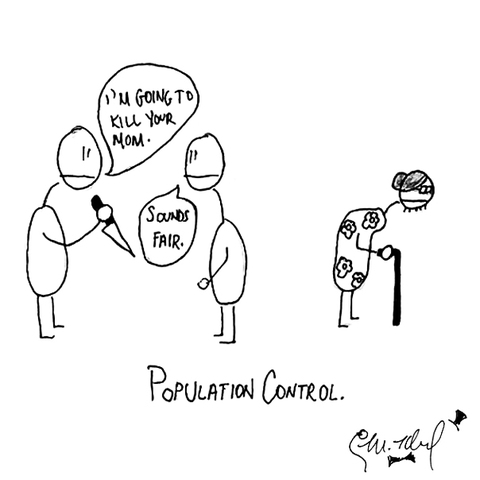 I'M GOING TO
KILL YOUR
MOM.
SOUNDS
FAIR.
POPULATION CONTROL.